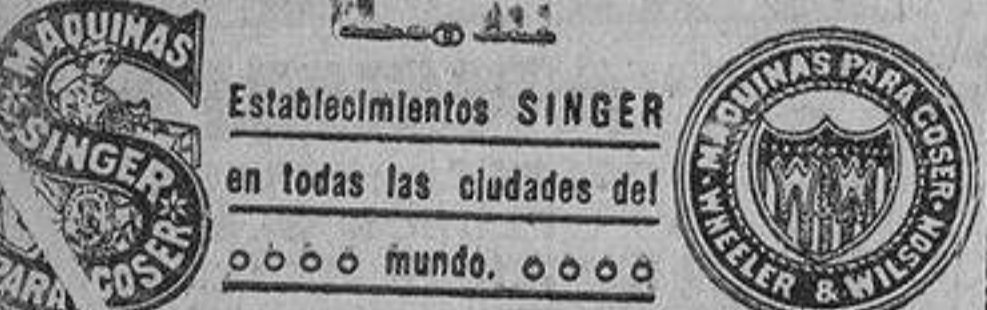 MAQUINAS
SINGER
PARA COSER
Establecimientos SINGER
en todas las ciudades del
mundo.
MAQUINAS PARA COSER
WHEELER & WILSON